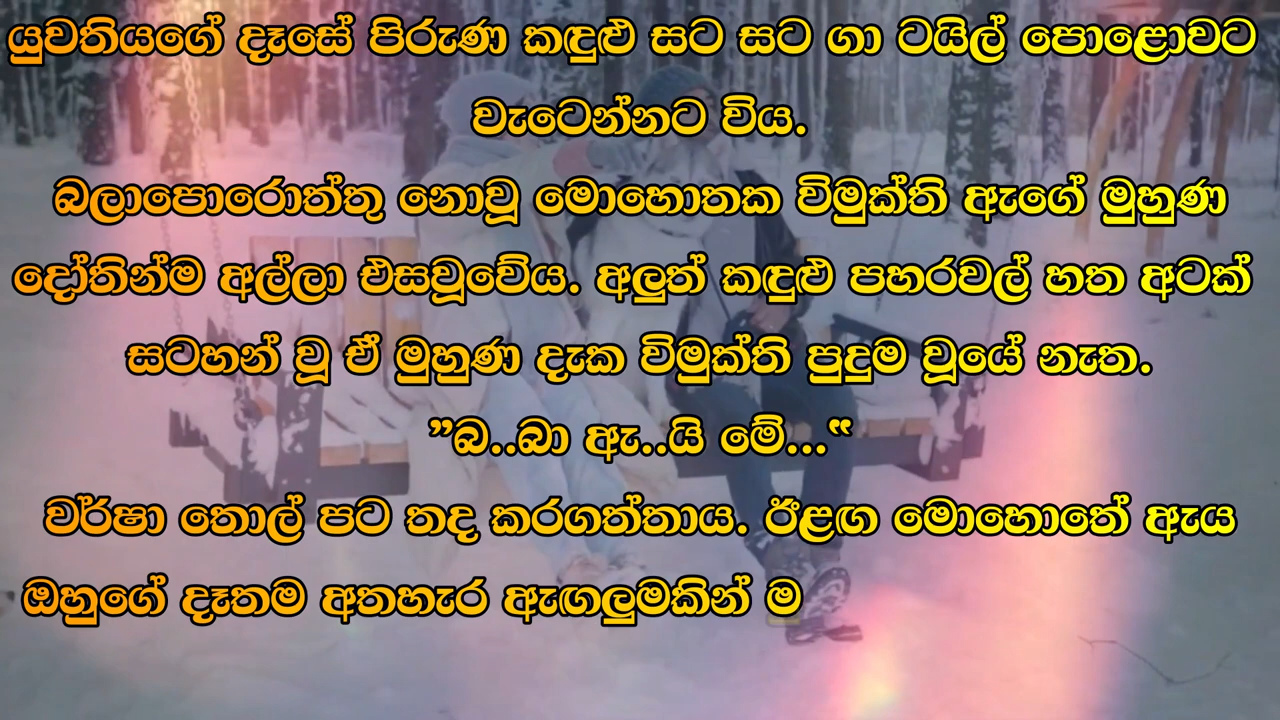 යුවතියගේ දෑසේ පිරුණ කඳුළු සට සට ගා ටයිල් පොළොවට
වැටෙන්නට විය.
බලාපොරොත්තු නොවූ මොහොතක විමුක්ති ඇගේ මුහුණ
දෝතින්ම අල්ලා එසවූවේය. අලුත් කඳුළු පහරවල් හත අටක්
සටහන් වූ ඒ මුහුණ දැක විමුක්ති පුදුම වූයේ නැත.
”බ..බා ඇ..යි මේ...“
වර්ෂා තොල් පට තද කරගත්තාය. ඊළඟ මොහොතේ ඇය
ඔහුගේ දෑතම අතහැර ඇඟලුමකින් ම